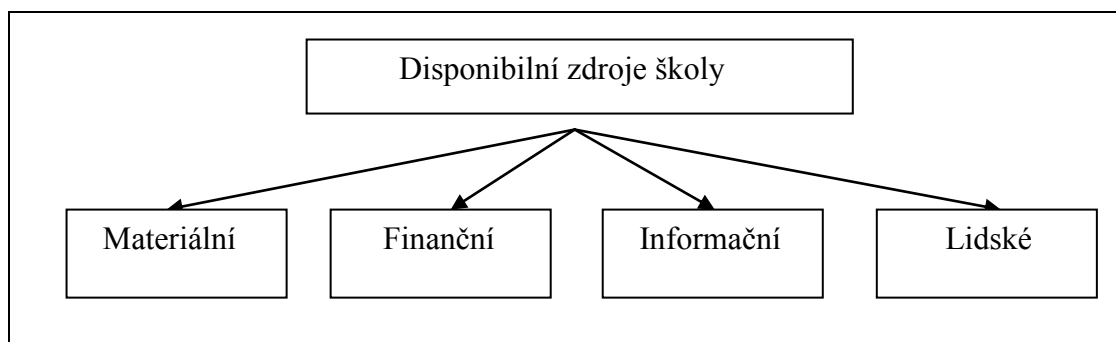 Disponibilní zdroje školy
Materiální
Finanční
Informační
Lidské